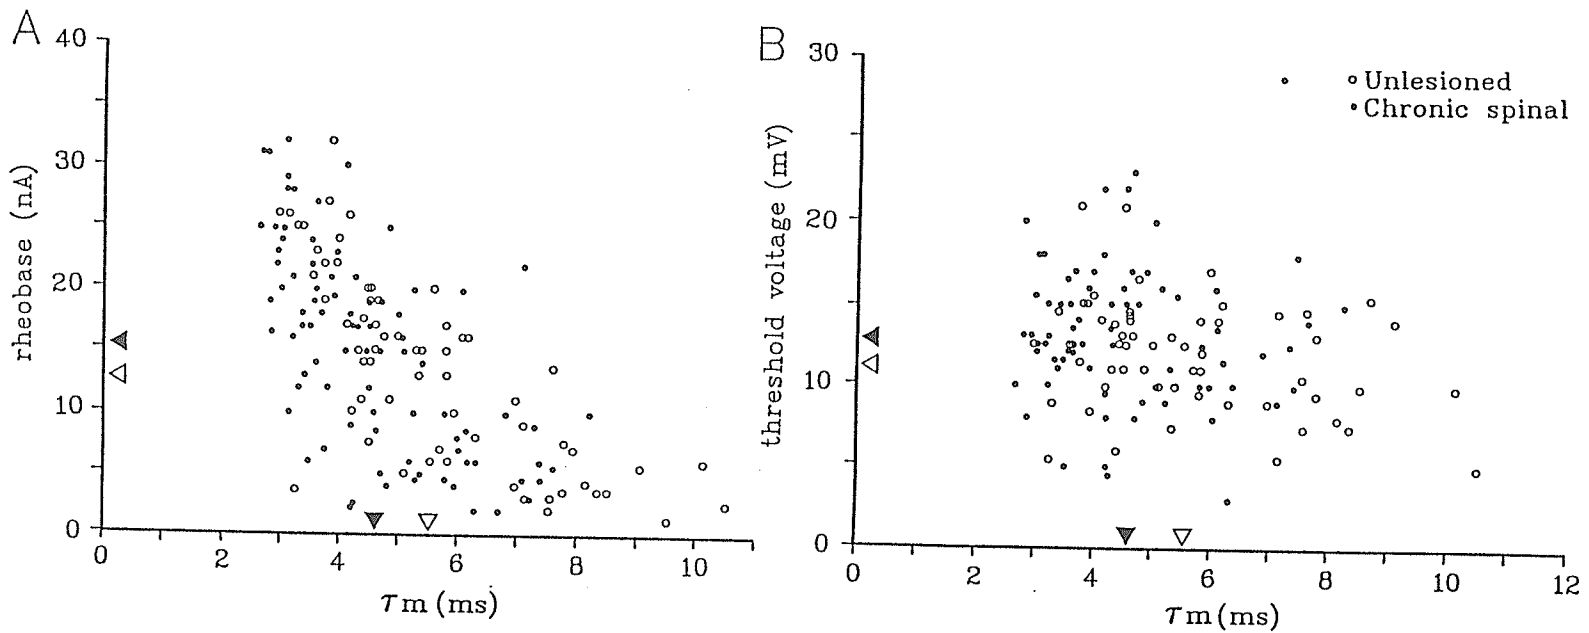 A
40
30
20
10
0
rheobase (nA)
0 2 4 6 8 10
τm (ms)
B
30
20
10
0
threshold voltage (mV)
Unlesioned
Chronic spinal
0 2 4 6 8 10 12
τm (ms)